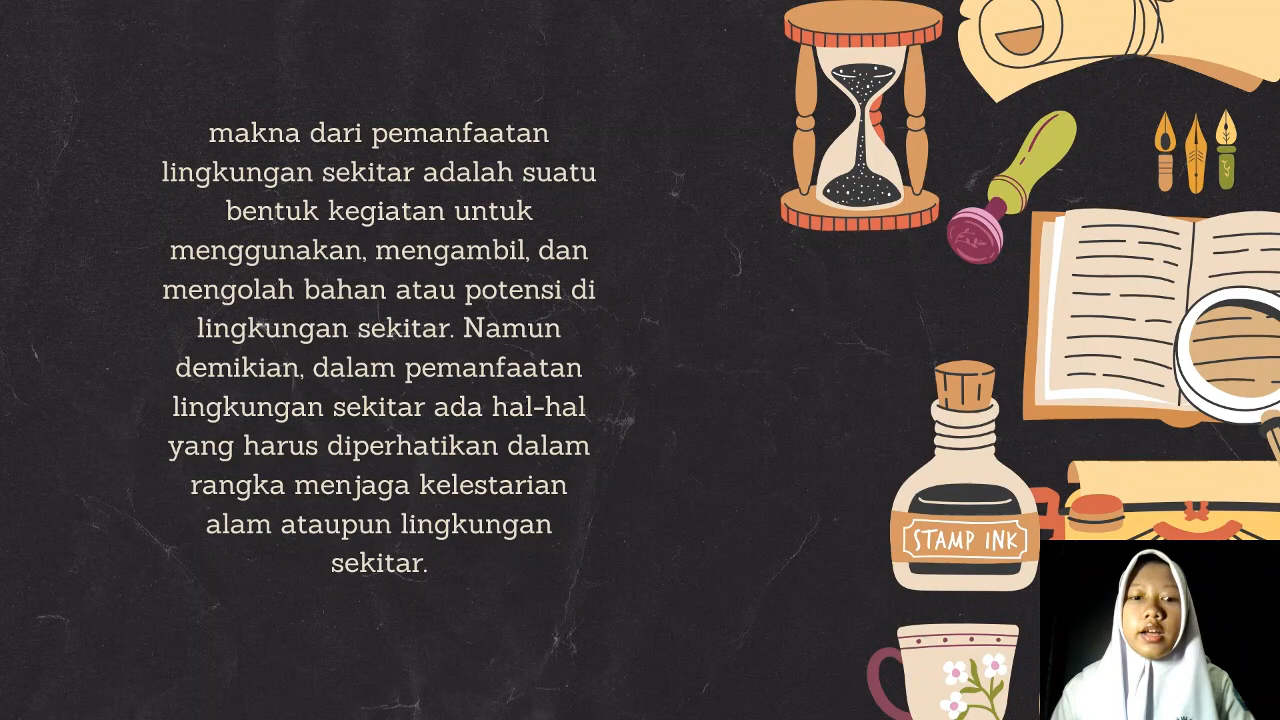 makna dari pemanfaatan
lingkungan sekitar adalah suatu
bentuk kegiatan untuk
menggunakan, mengambil, dan
mengolah bahan atau potensi di
lingkungan sekitar. Namun
demikian, dalam pemanfaatan
lingkungan sekitar ada hal-hal
yang harus diperhatikan dalam
rangka menjaga kelestarian
alam ataupun lingkungan
sekitar.
STAMP INK